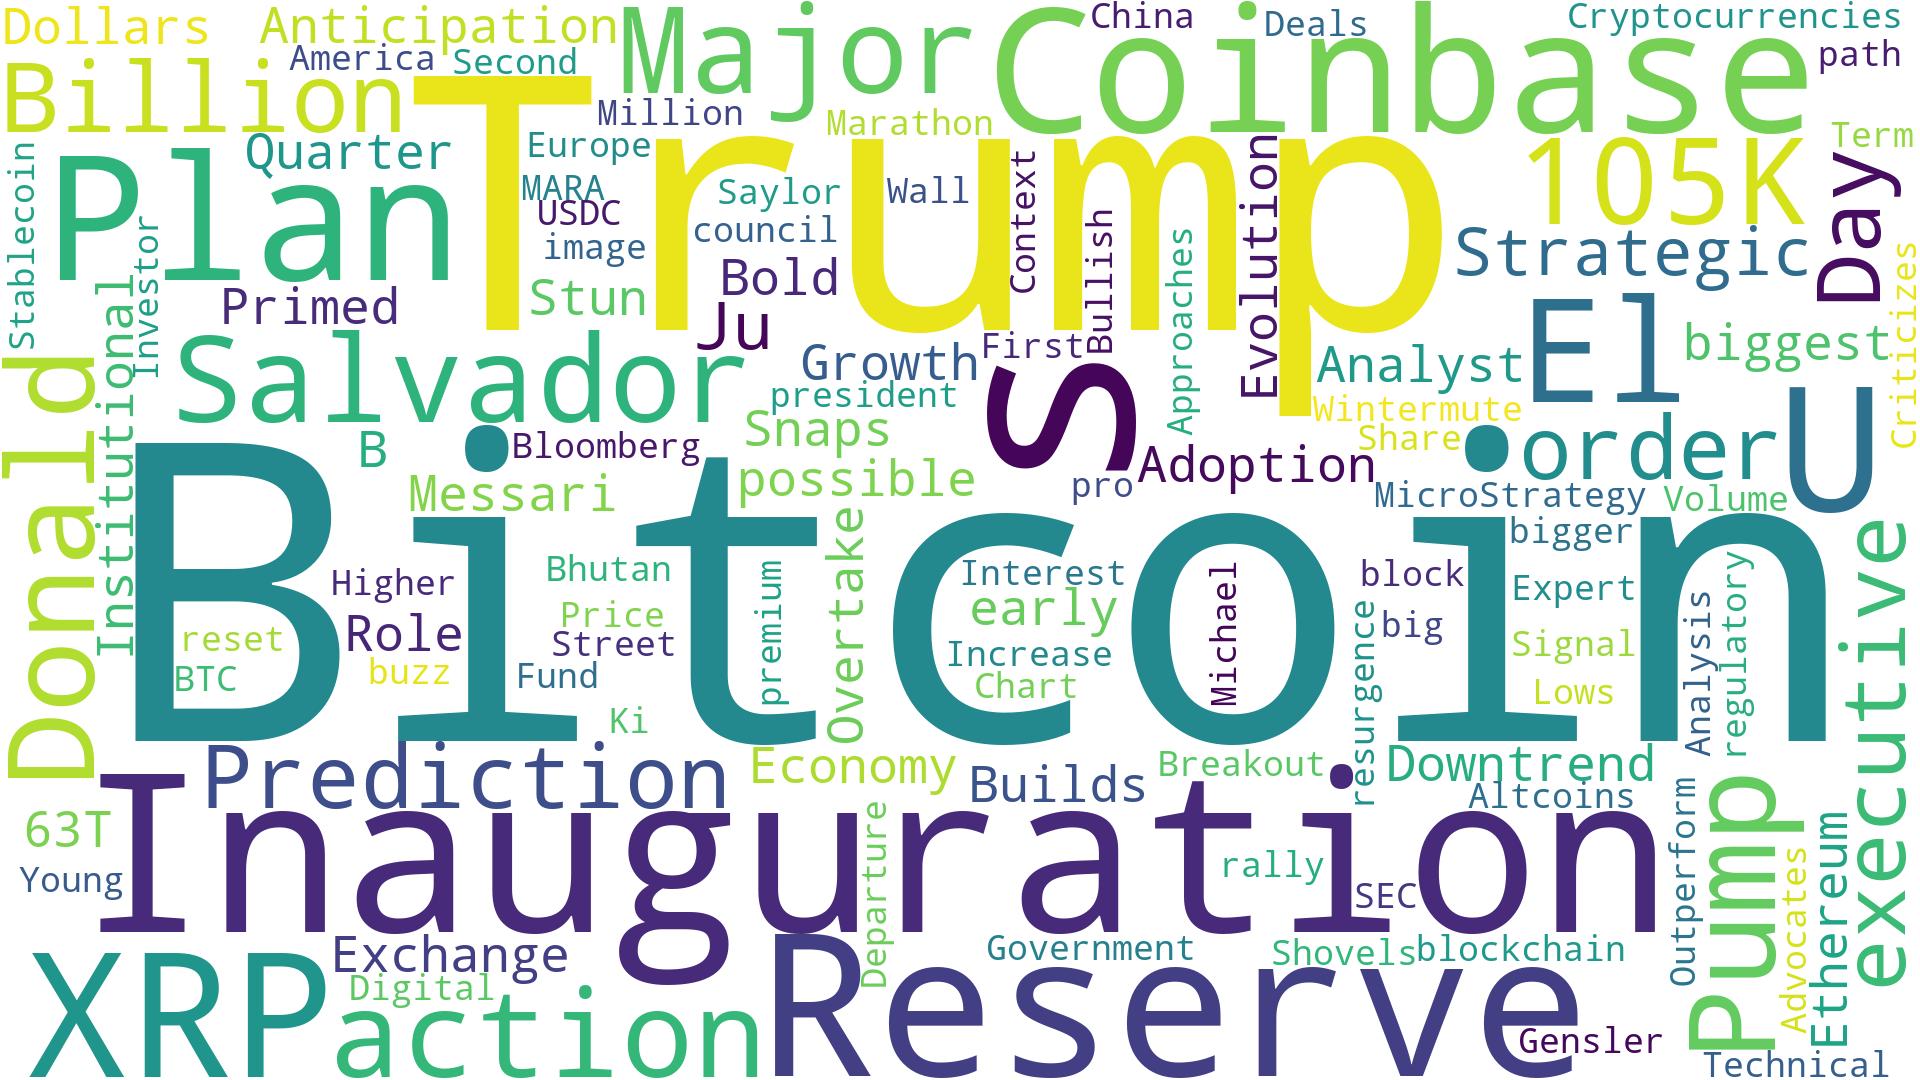 Dollars
Anticipation
Major
Coinbase
China
Deals
Cryptocurrencies
America
Second
path
Billion
Trump
Million
Marathon
105K
Term
Plan
Quarter
Europe
Stablecoin
Investor
MARA
USDC
image
Saylor
council
Wall
Context
Bullish
Approaches
Evolution
Strategic
Day
Criticizes
Institutional
Primed
Stun
Bold
Ju
Salvador
Growth
First
president
S
Analyst
El
biggest
Wintermute
Share
Donald
B
Bloomberg
Snaps
Adoption
order
U
Messari
possible
pro
MicroStrategy
Volume
Bitcoin
bigger
Higher
Bhutan
Interest
block
Expert
Role
Price
Street
premium
Overtake
early
Michael
resurgence
big
Signal
Analysis
regulatory
executive
reset
BTC
buzz
Fund
Increase
Chart
Lows
Ki
Prediction
Economy
Builds
Breakout
Downtrend
Altcoins
63T
Young
Inauguration
Departure
rally
SEC
Outperform
Pump
Advocates
Ethereum
XRP
Exchange
Digital
action
Reserve
Government
Shovels
blockchain
Gensler
Technical